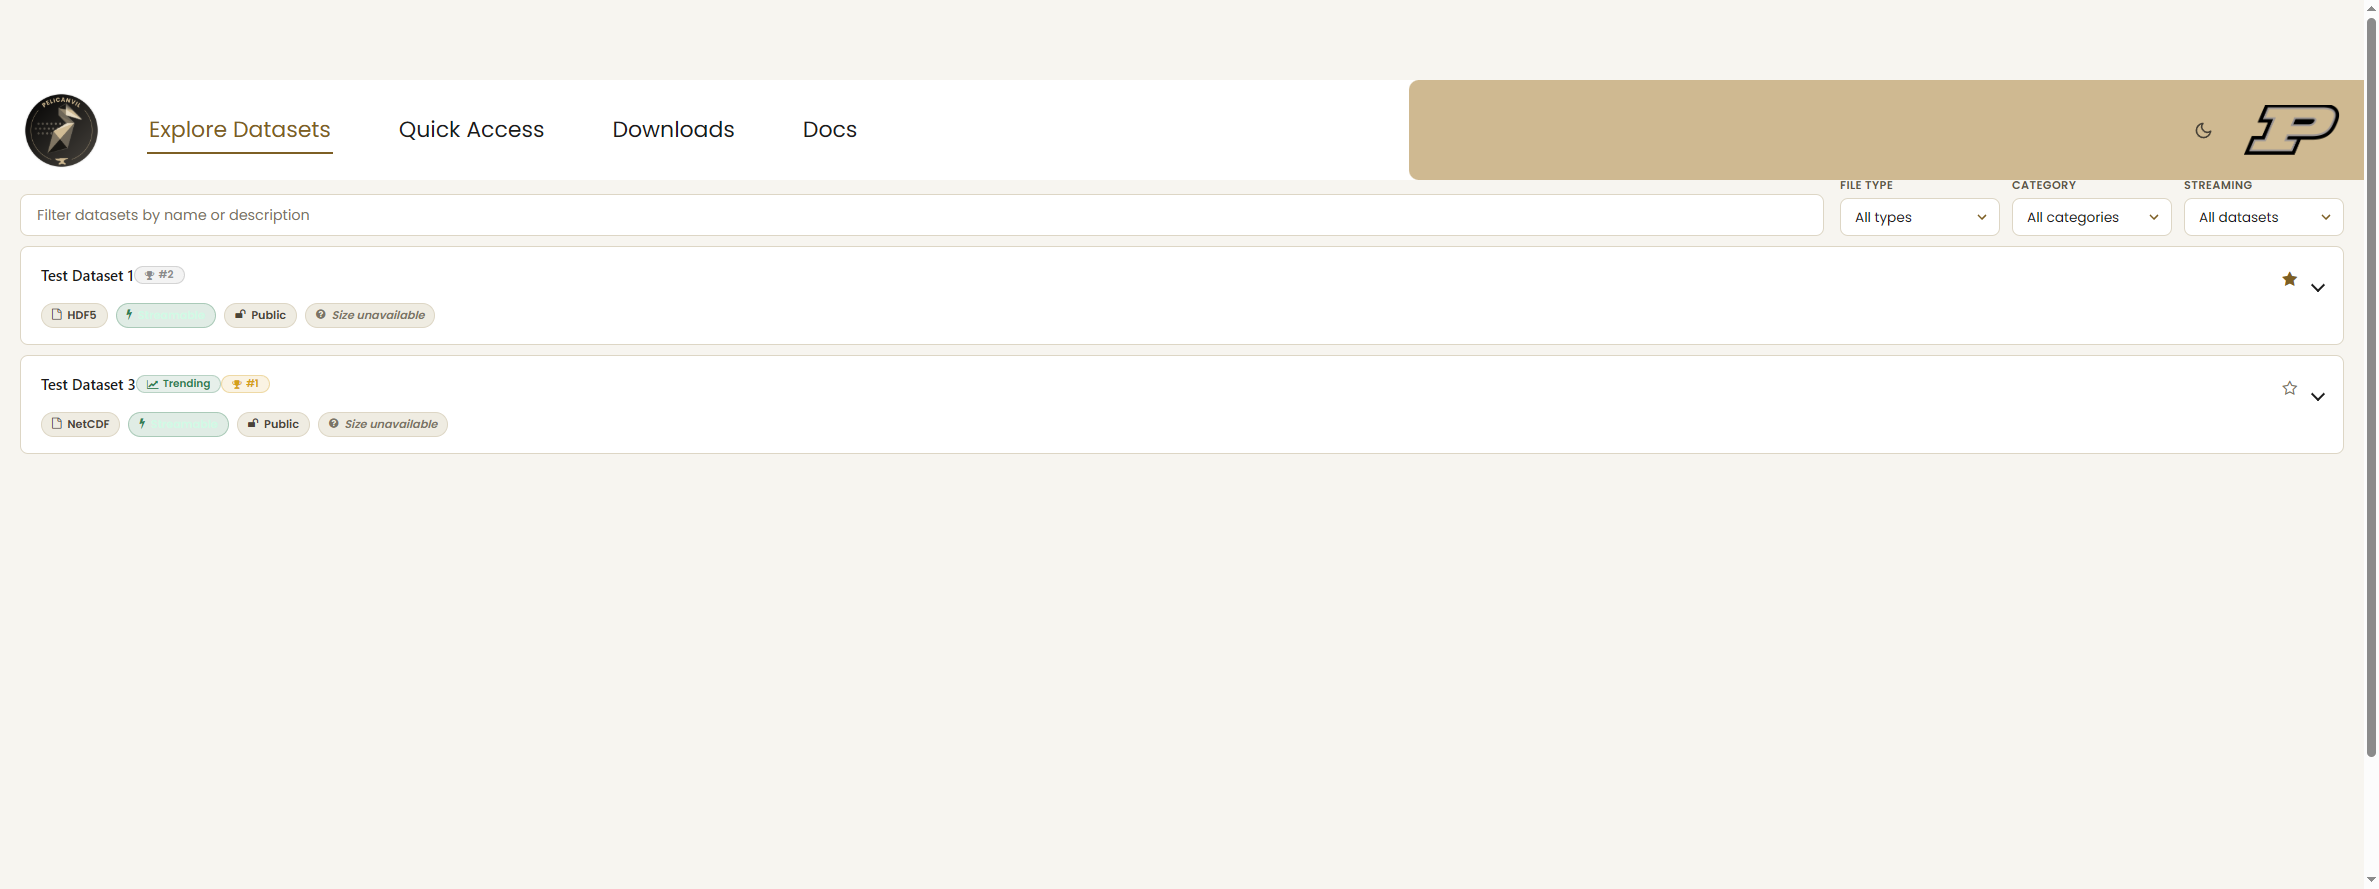 PELICANVIL
Explore Datasets Quick Access Downloads Docs
FILE TYPE CATEGORY STREAMING
Filter datasets by name or description All types All categories All datasets
Test Dataset 1 #2
HDF5 Public Size unavailable
Test Dataset 3 Trending #1
NetCDF Public Size unavailable